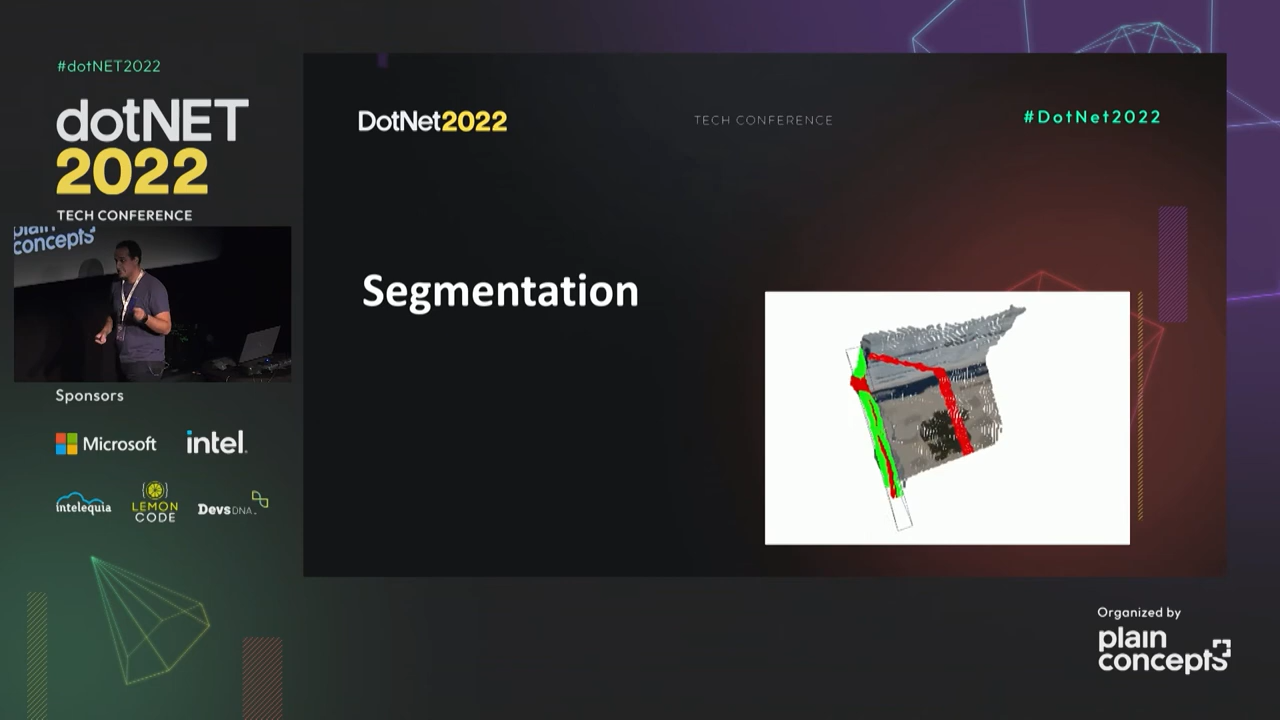 #dotNET2022
dotNET
2022
TECH CONFERENCE
plain
concepts
Sponsors
Microsoft
intel.
intelequia
LEMON
CODE
DevsDNA
DotNet2022
TECH CONFERENCE
#DotNet2022
Segmentation
Organized by
plain
concepts